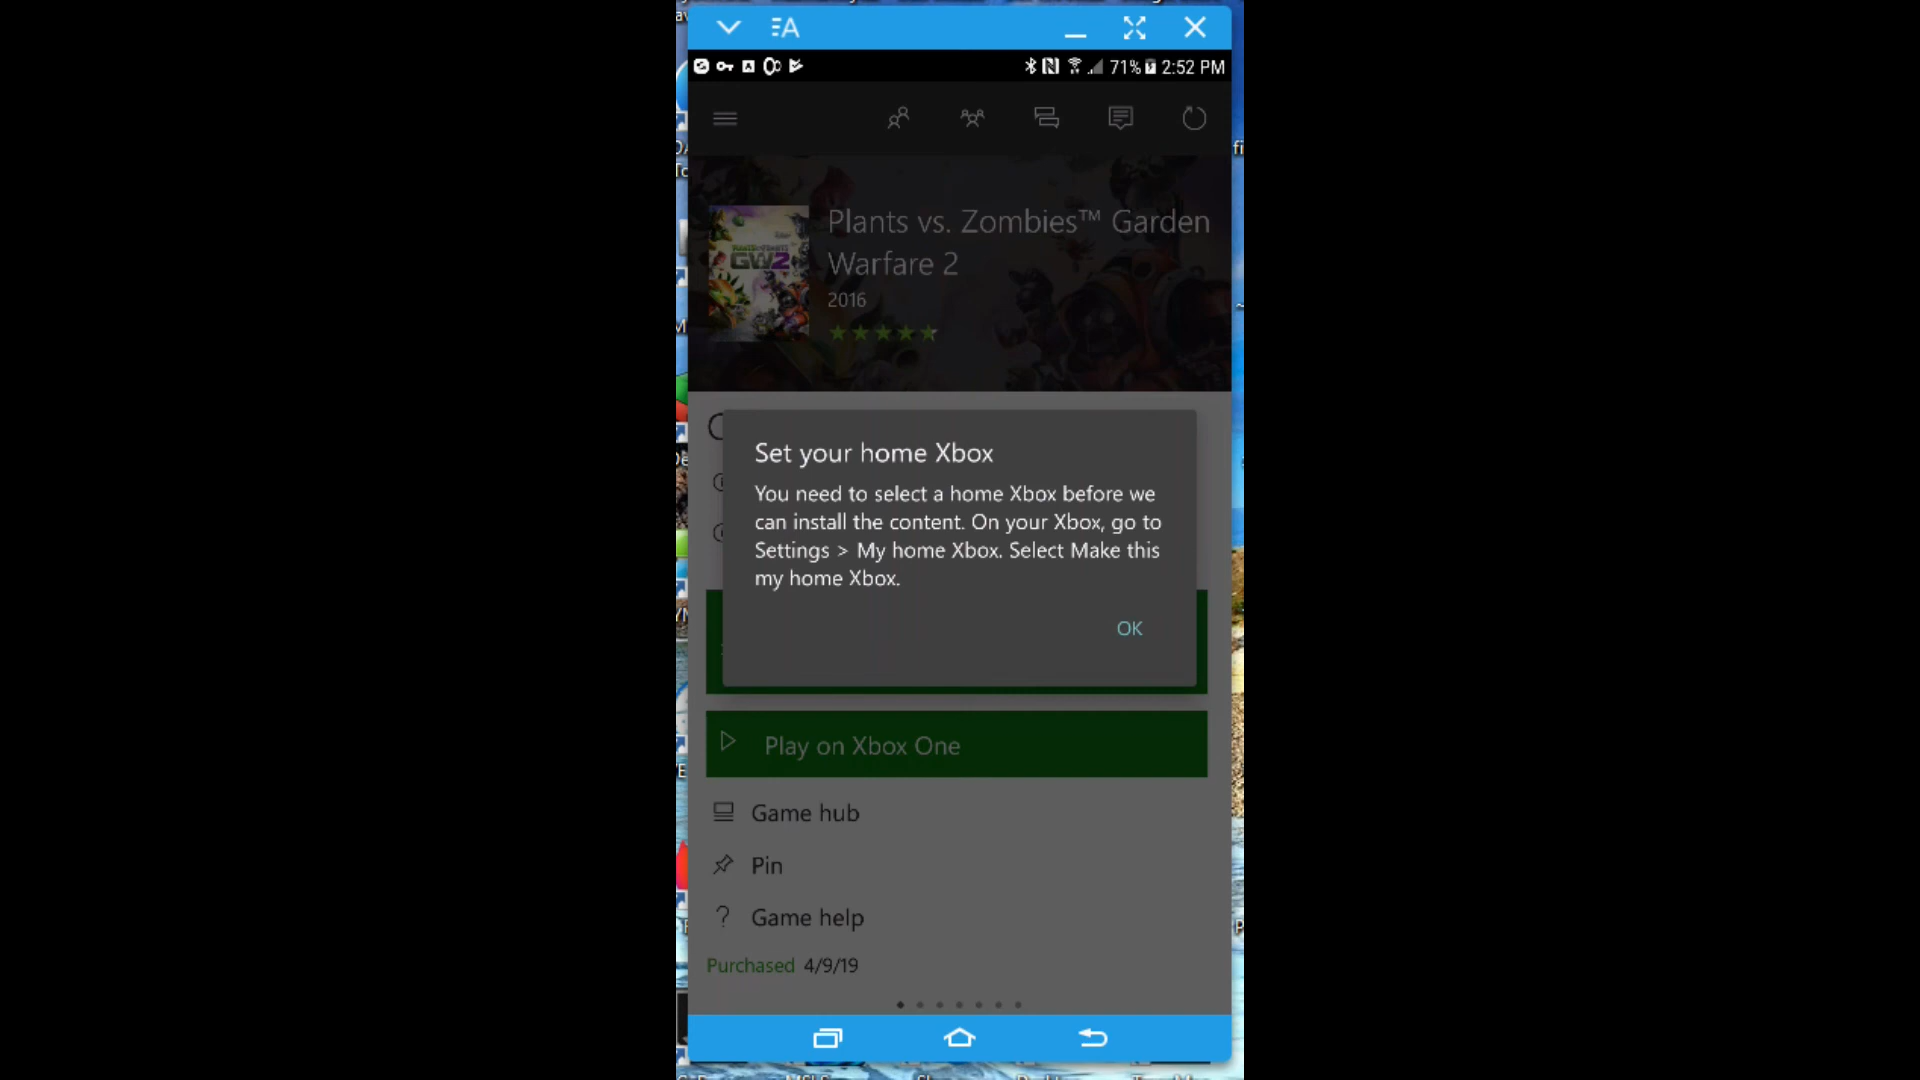 71% 2:52 PM
Plants vs. Zombies™ Garden
Warfare 2
2016
GW2
Set your home Xbox
You need to select a home Xbox before we
can install the content. On your Xbox, go to
Settings > My home Xbox. Select Make this
my home Xbox.
OK
Play on Xbox One
Game hub
Pin
Game help
Purchased 4/9/19